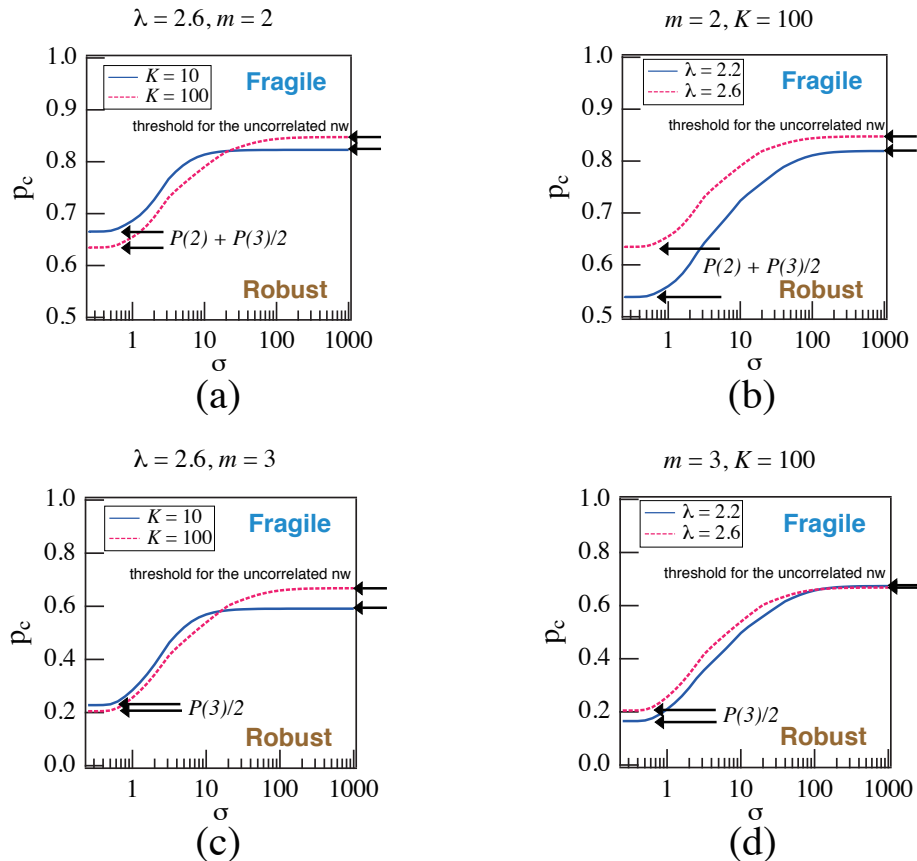 λ = 2.6, m = 2
1.0
0.9
0.8
0.7
0.6
0.5
p_c
K = 10
K = 100
Fragile
threshold for the uncorrelated nw
P(2) + P(3)/2
Robust
1 10 100 1000
σ
(a)
m = 2, K = 100
1.0
0.9
0.8
0.7
0.6
0.5
p_c
λ = 2.2
λ = 2.6
Fragile
threshold for the uncorrelated nw
P(2) + P(3)/2
Robust
1 10 100 1000
σ
(b)
λ = 2.6, m = 3
1.0
0.8
0.6
0.4
0.2
0.0
p_c
K = 10
K = 100
Fragile
threshold for the uncorrelated nw
P(3)/2
Robust
1 10 100 1000
σ
(c)
m = 3, K = 100
1.0
0.8
0.6
0.4
0.2
0.0
p_c
λ = 2.2
λ = 2.6
Fragile
threshold for the uncorrelated nw
P(3)/2
Robust
1 10 100 1000
σ
(d)